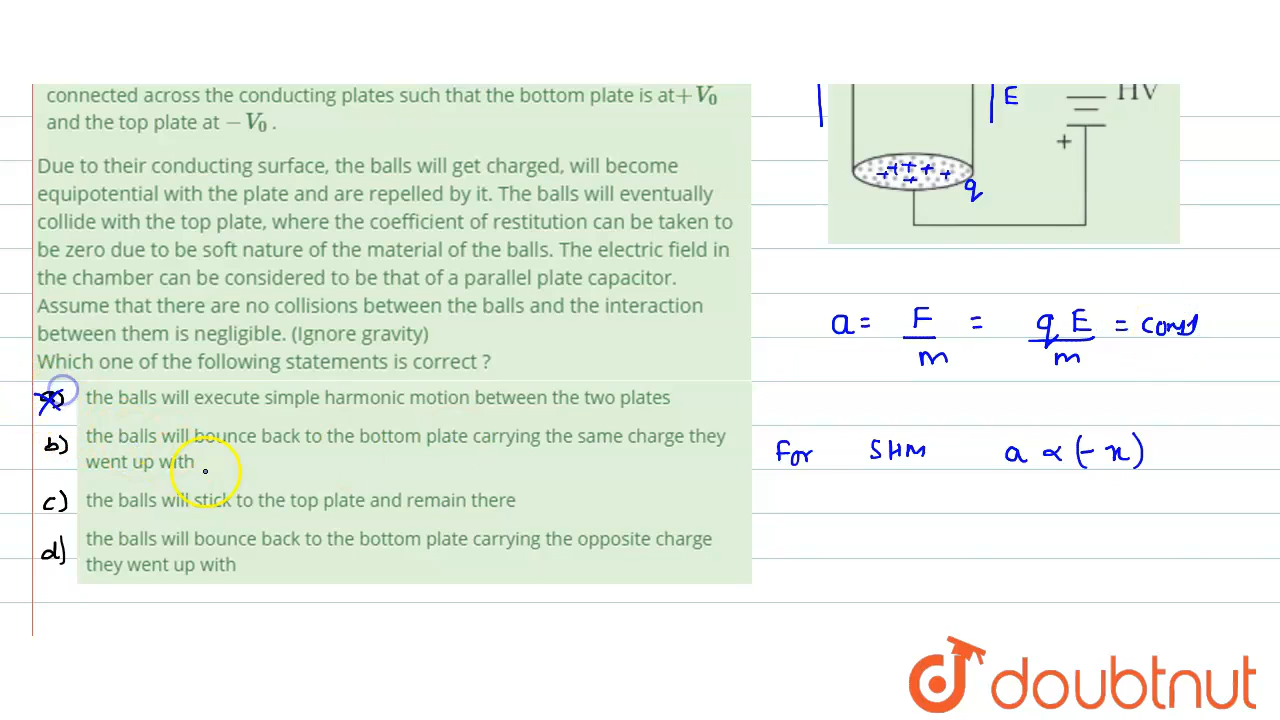 connected across the conducting plates such that the bottom plate is at+ V0
and the top plate at − V0 .
Due to their conducting surface, the balls will get charged, will become
equipotential with the plate and are repelled by it. The balls will eventually
collide with the top plate, where the coefficient of restitution can be taken to
be zero due to be soft nature of the material of the balls. The electric field in
the chamber can be considered to be that of a parallel plate capacitor.
Assume that there are no collisions between the balls and the interaction
between them is negligible. (Ignore gravity)
Which one of the following statements is correct ?
a) the balls will execute simple harmonic motion between the two plates
b) the balls will bounce back to the bottom plate carrying the same charge they
went up with
c) the balls will stick to the top plate and remain there
d) the balls will bounce back to the bottom plate carrying the opposite charge
they went up with
HV
E
+
+ + + + + +
q
a = F/m = qE/m = const
For SHM a ∝ (− x)
doubtnut